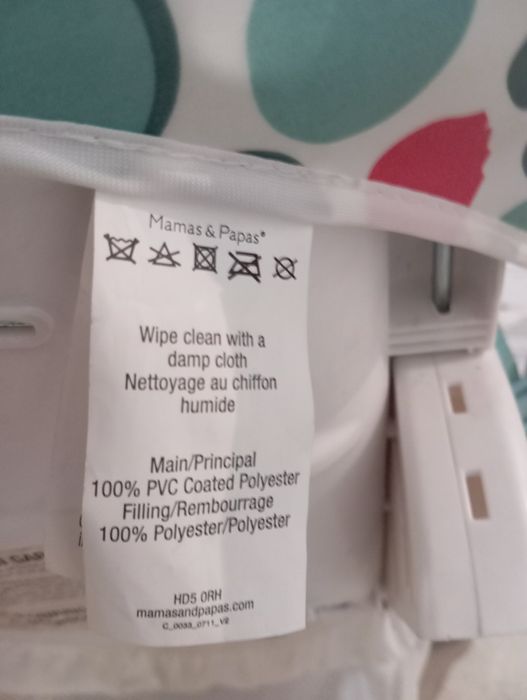 Mamas & Papas®
Wipe clean with a
damp cloth
Nettoyage au chiffon
humide
Main/Principal
100% PVC Coated Polyester
Filling/Rembourrage
100% Polyester/Polyester
HD5 0RH
mamasandpapas.com
C_0033_0711_V2